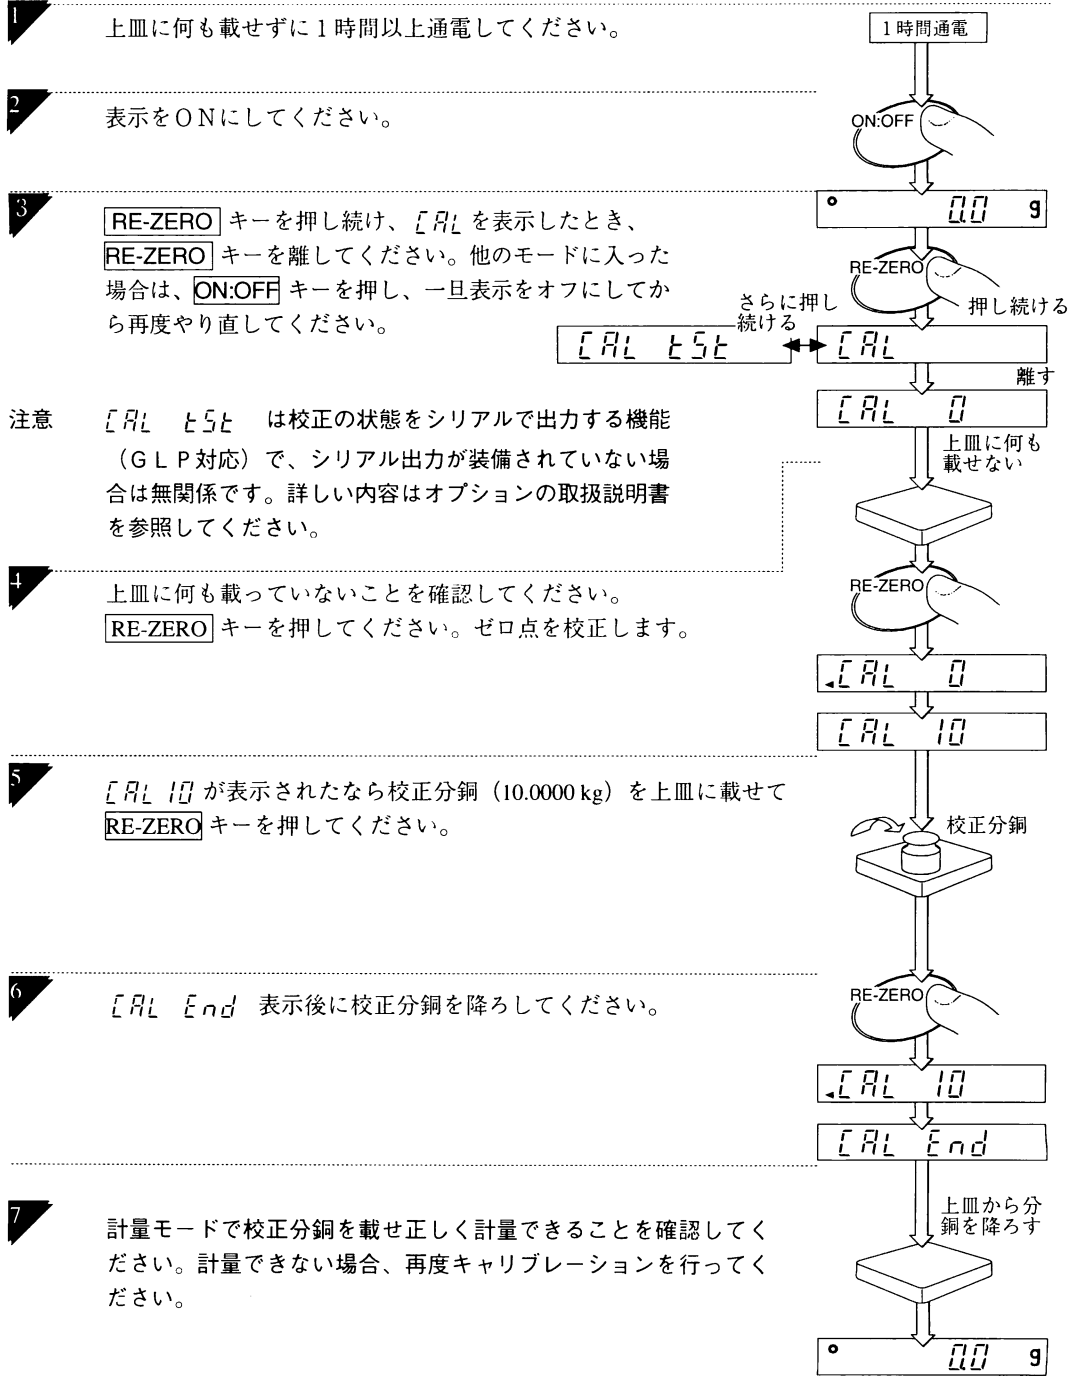 1
上皿に何も載せずに1時間以上通電してください。
1時間通電
2
表示をONにしてください。
ON:OFF
0.0 g
3
RE-ZERO キーを押し続け、CAL を表示したとき、
RE-ZERO キーを離してください。他のモードに入った
場合は、ON:OFF キーを押し、一旦表示をオフにしてか
ら再度やり直してください。
RE-ZERO
押し続ける
さらに押し
続ける
CAL tSt
CAL
離す
CAL 0
注意 CAL tSt は校正の状態をシリアルで出力する機能
(GLP対応)で、シリアル出力が装備されていない場
合は無関係です。詳しい内容はオプションの取扱説明書
を参照してください。
上皿に何も
載せない
4
上皿に何も載っていないことを確認してください。
RE-ZERO キーを押してください。ゼロ点を校正します。
RE-ZERO
CAL 0
CAL 10
5
CAL 10 が表示されたなら校正分銅(10.0000 kg)を上皿に載せて
RE-ZERO キーを押してください。
校正分銅
6
CAL End 表示後に校正分銅を降ろしてください。
RE-ZERO
CAL 10
CAL End
7
計量モードで校正分銅を載せ正しく計量できることを確認してく
ださい。計量できない場合、再度キャリブレーションを行ってく
ださい。
上皿から分
銅を降ろす
0.0 g